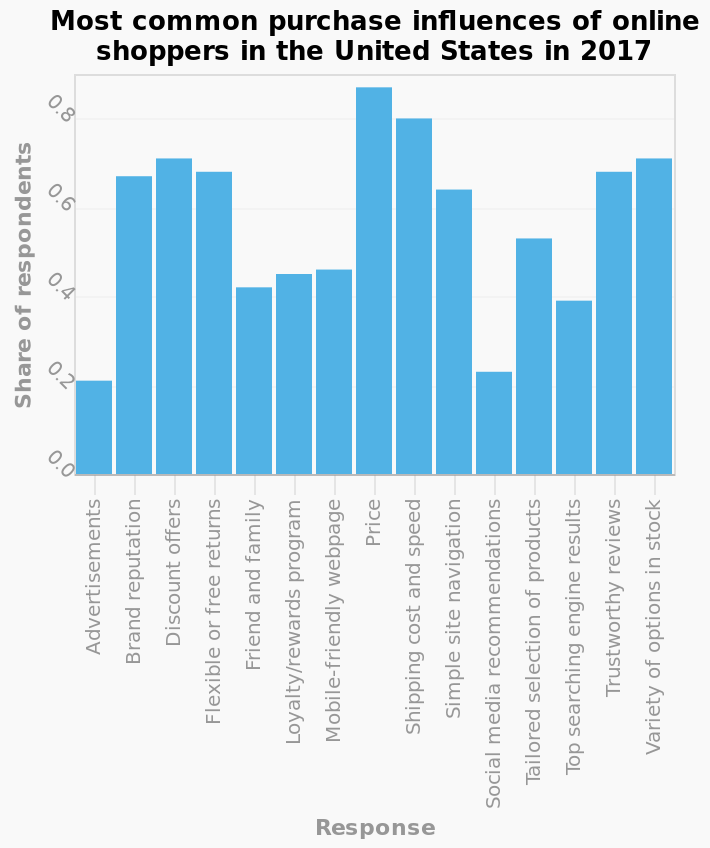 Most common purchase influences of online
shoppers in the United States in 2017
Share of respondents
0.8
0.6
0.4
0.2
0.0
Advertisements
Brand reputation
Discount offers
Flexible or free returns
Friend and family
Loyalty/rewards program
Mobile-friendly webpage
Price
Shipping cost and speed
Simple site navigation
Social media recommendations
Tailored selection of products
Top searching engine results
Trustworthy reviews
Variety of options in stock
Response